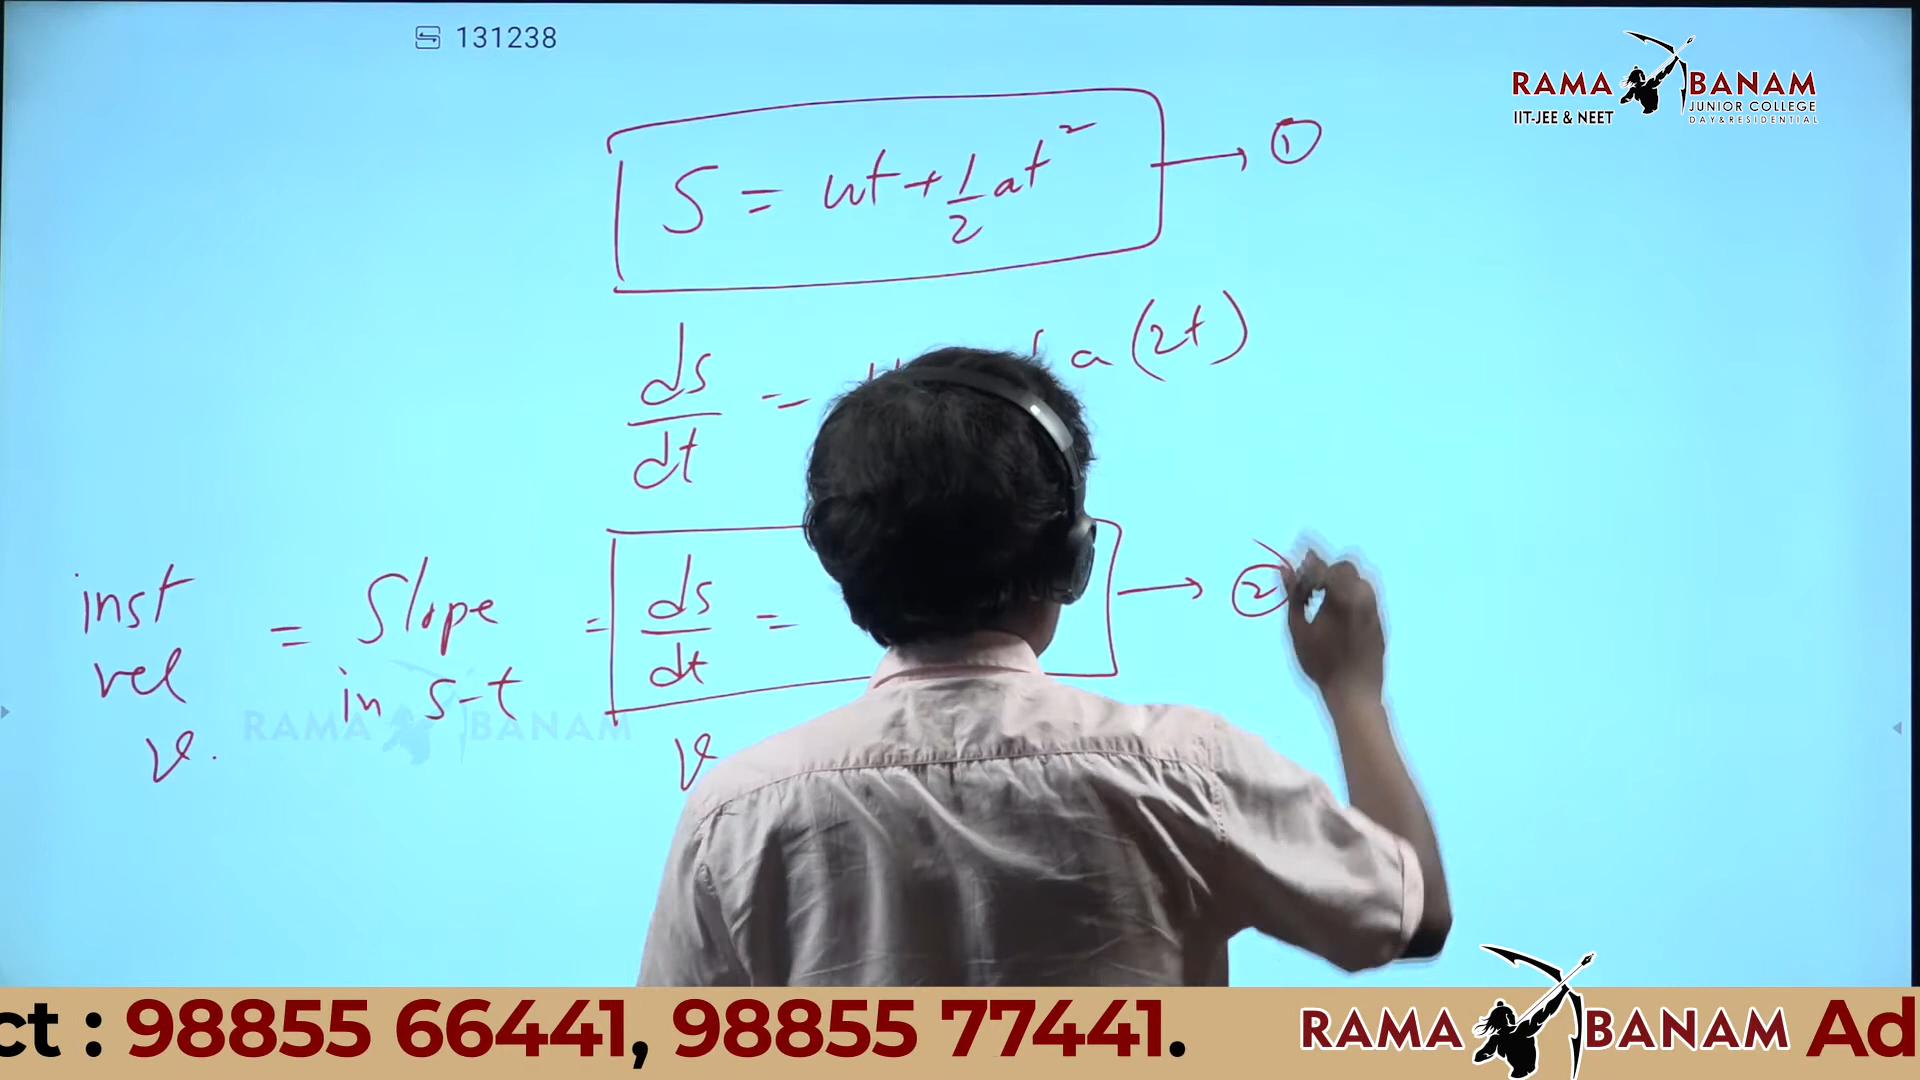 131238
RAMA BANAM
JUNIOR COLLEGE
IIT-JEE & NEET
DAY & RESIDENTIAL
S = ut + 1/2 at² → ①
ds/dt = a (2t)
inst vel v. = Slope in s-t = ds/dt = → ②
v
RAMA BANAM
ct : 98855 66441, 98855 77441. RAMA BANAM Ad